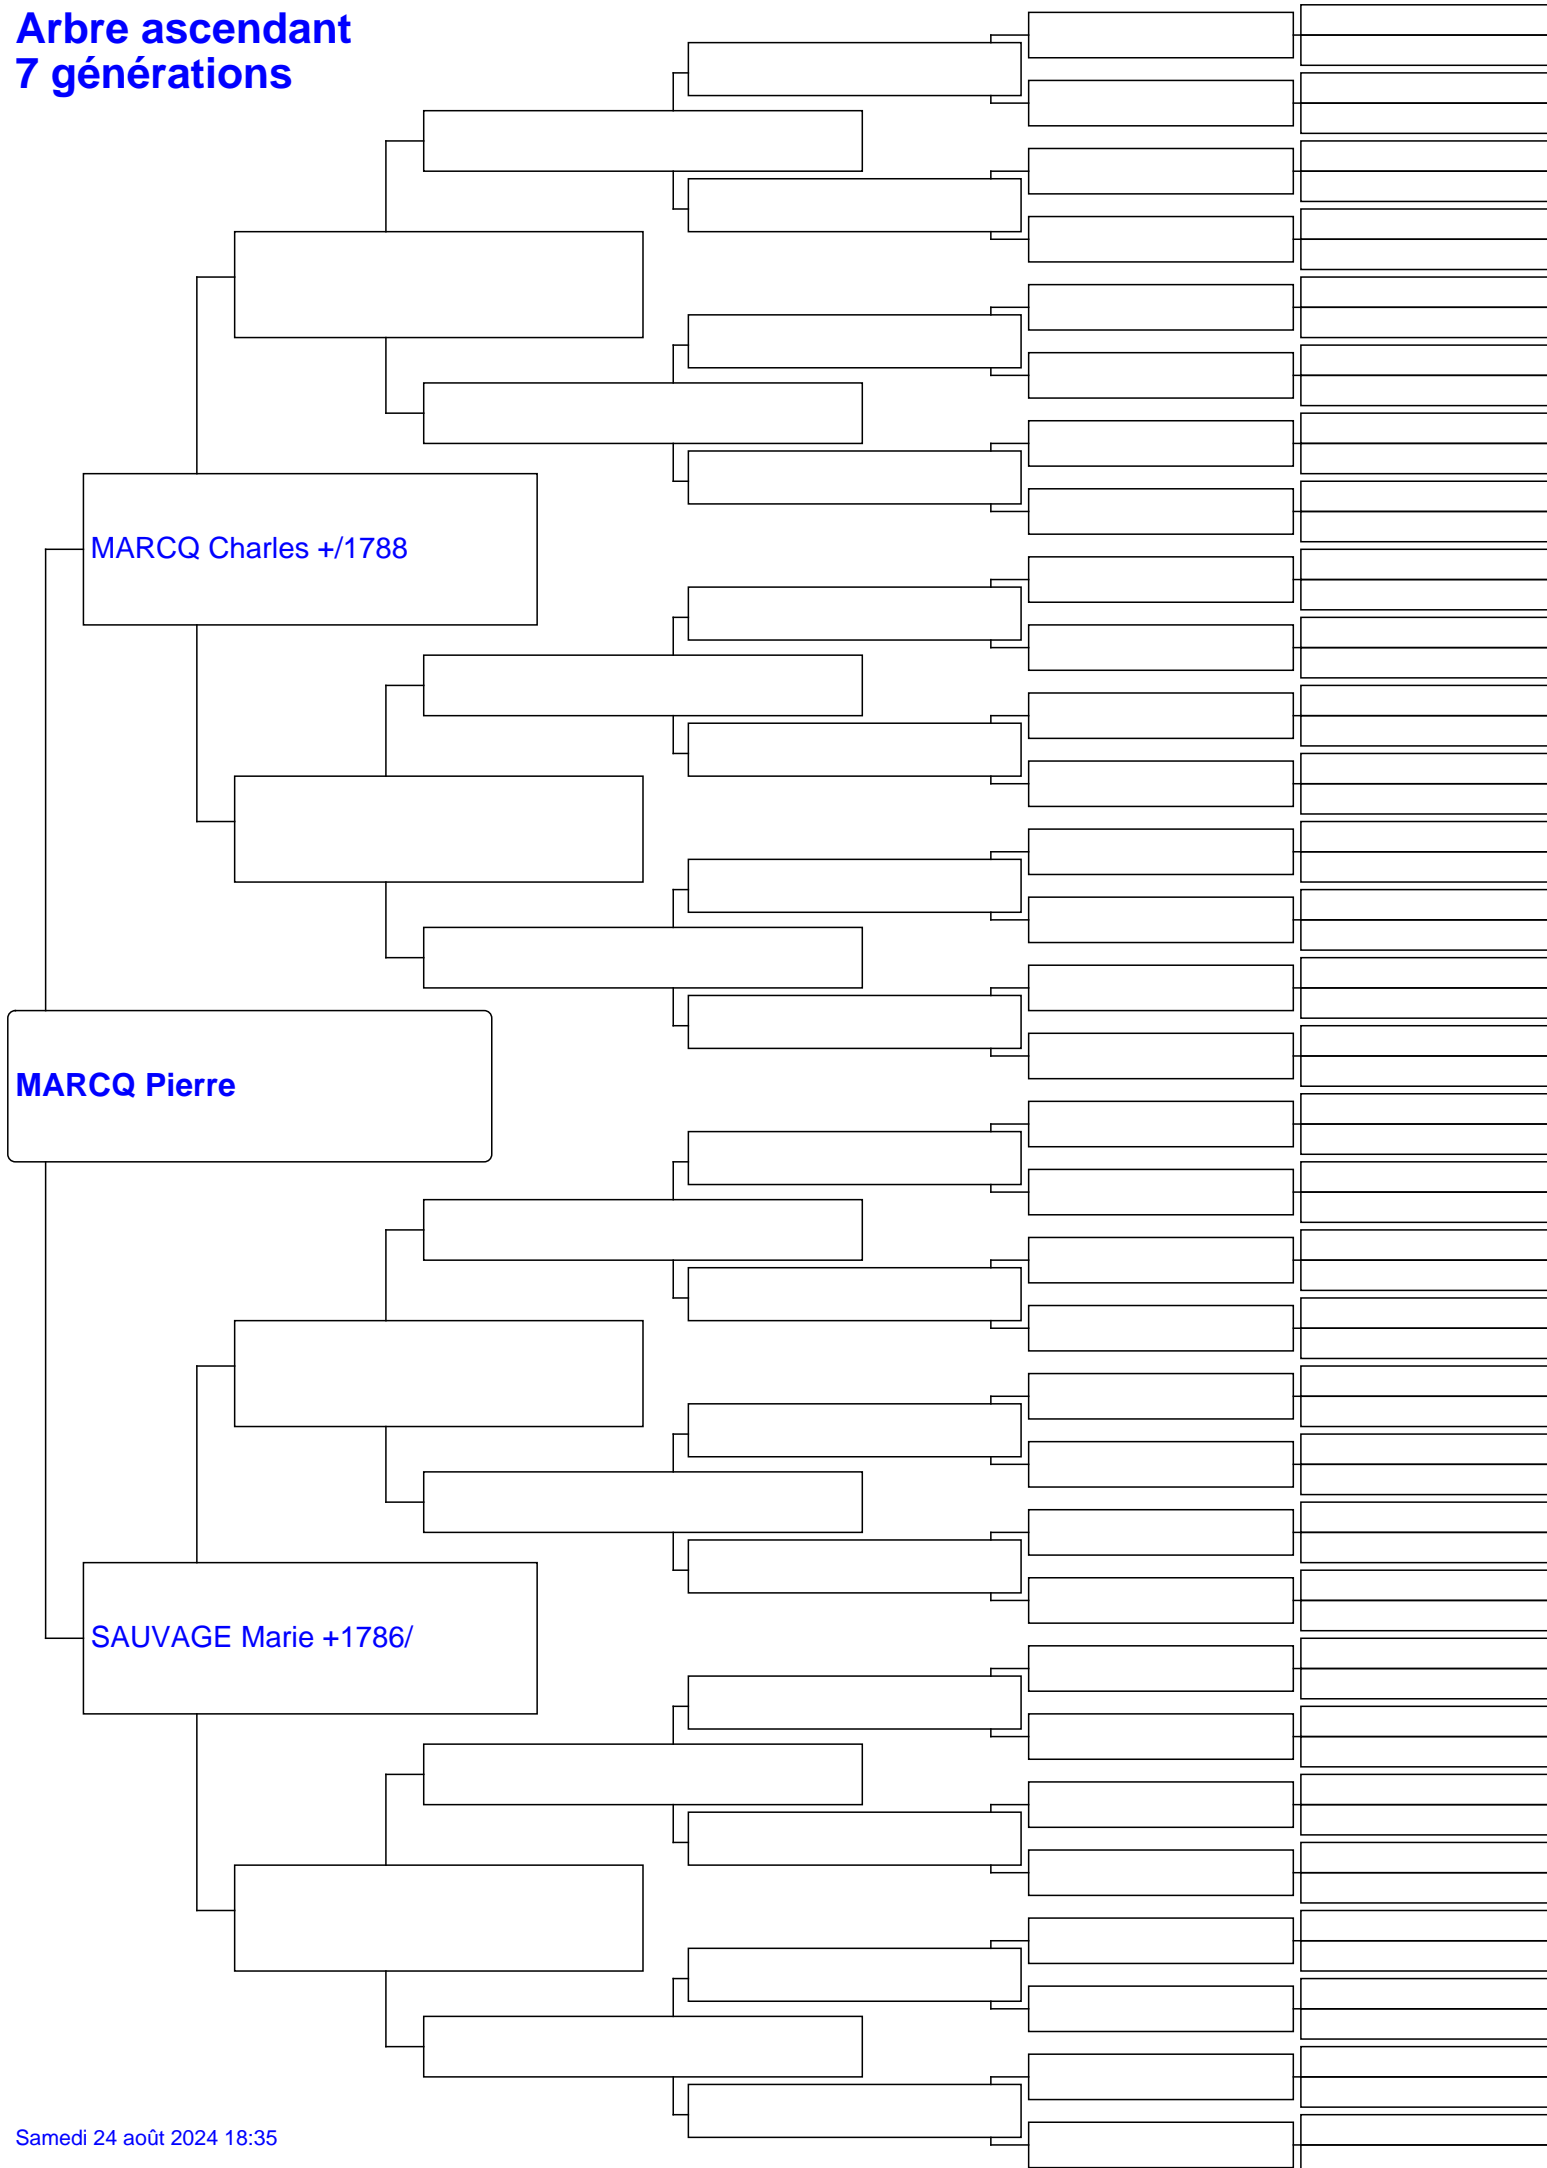 Arbre ascendant
7 générations
MARCQ Charles +/1788
MARCQ Pierre
SAUVAGE Marie +1786/
Samedi 24 août 2024 18:35